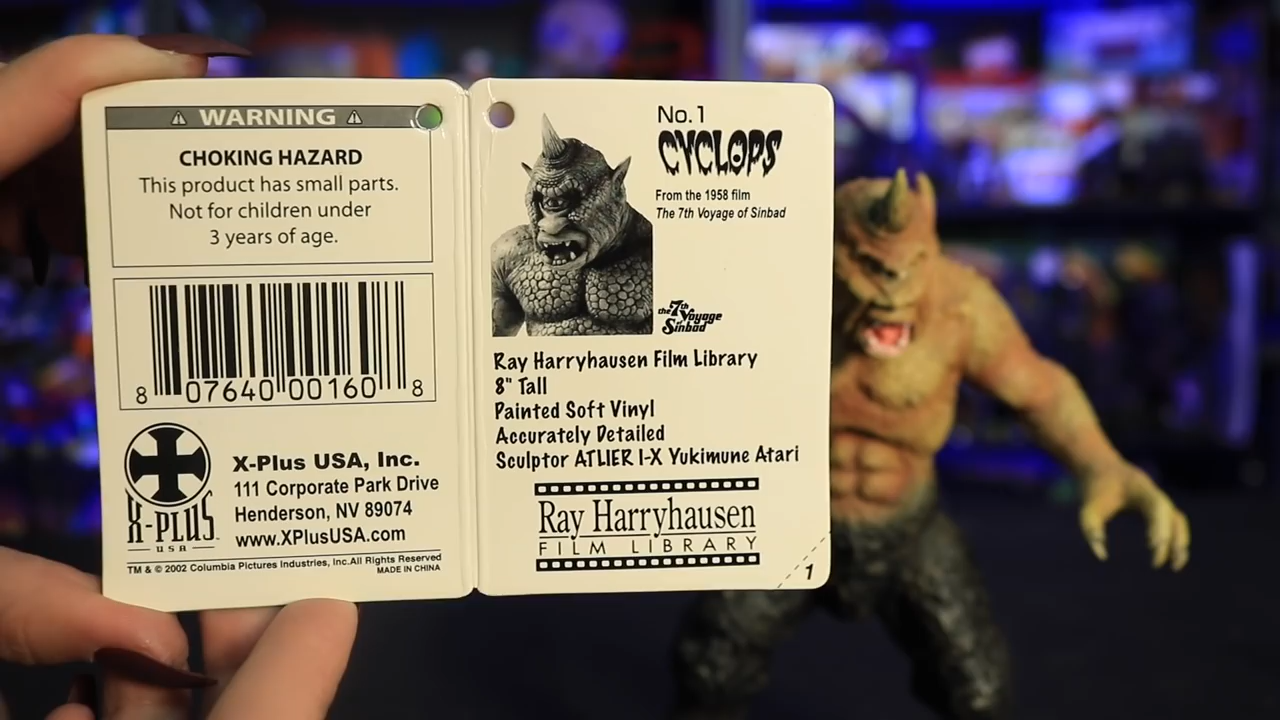 WARNING
CHOKING HAZARD
This product has small parts.
Not for children under
3 years of age.
8 07640 00160 8
X-PLUS
USA
X-Plus USA, Inc.
111 Corporate Park Drive
Henderson, NV 89074
www.XPlusUSA.com
TM & © 2002 Columbia Pictures Industries, Inc.All Rights Reserved
MADE IN CHINA
No.1
CYCLOPS
From the 1958 film
The 7th Voyage of Sinbad
the 7th
Voyage
of
Sinbad
Ray Harryhausen Film Library
8" Tall
Painted Soft Vinyl
Accurately Detailed
Sculptor ATLIER I-X Yukimune Atari
Ray Harryhausen
FILM LIBRARY
1